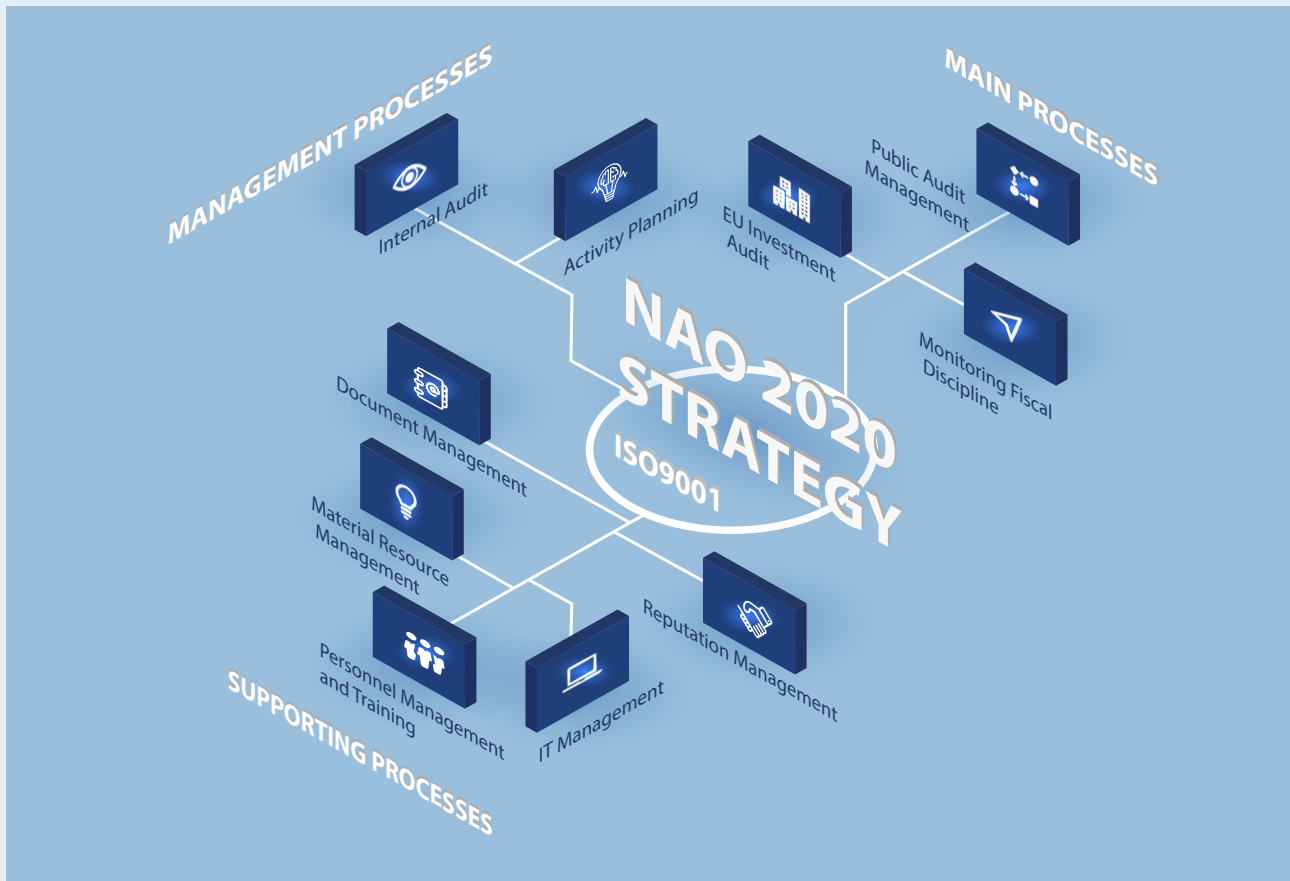 MANAGEMENT PROCESSES
Internal Audit
Activity Planning
MAIN PROCESSES
EU Investment
Audit
Public Audit
Management
Monitoring Fiscal
Discipline
NAO 2020
STRATEGY
ISO9001
Document Management
Material Resource
Management
Personnel Management
and Training
IT Management
Reputation Management
SUPPORTING PROCESSES